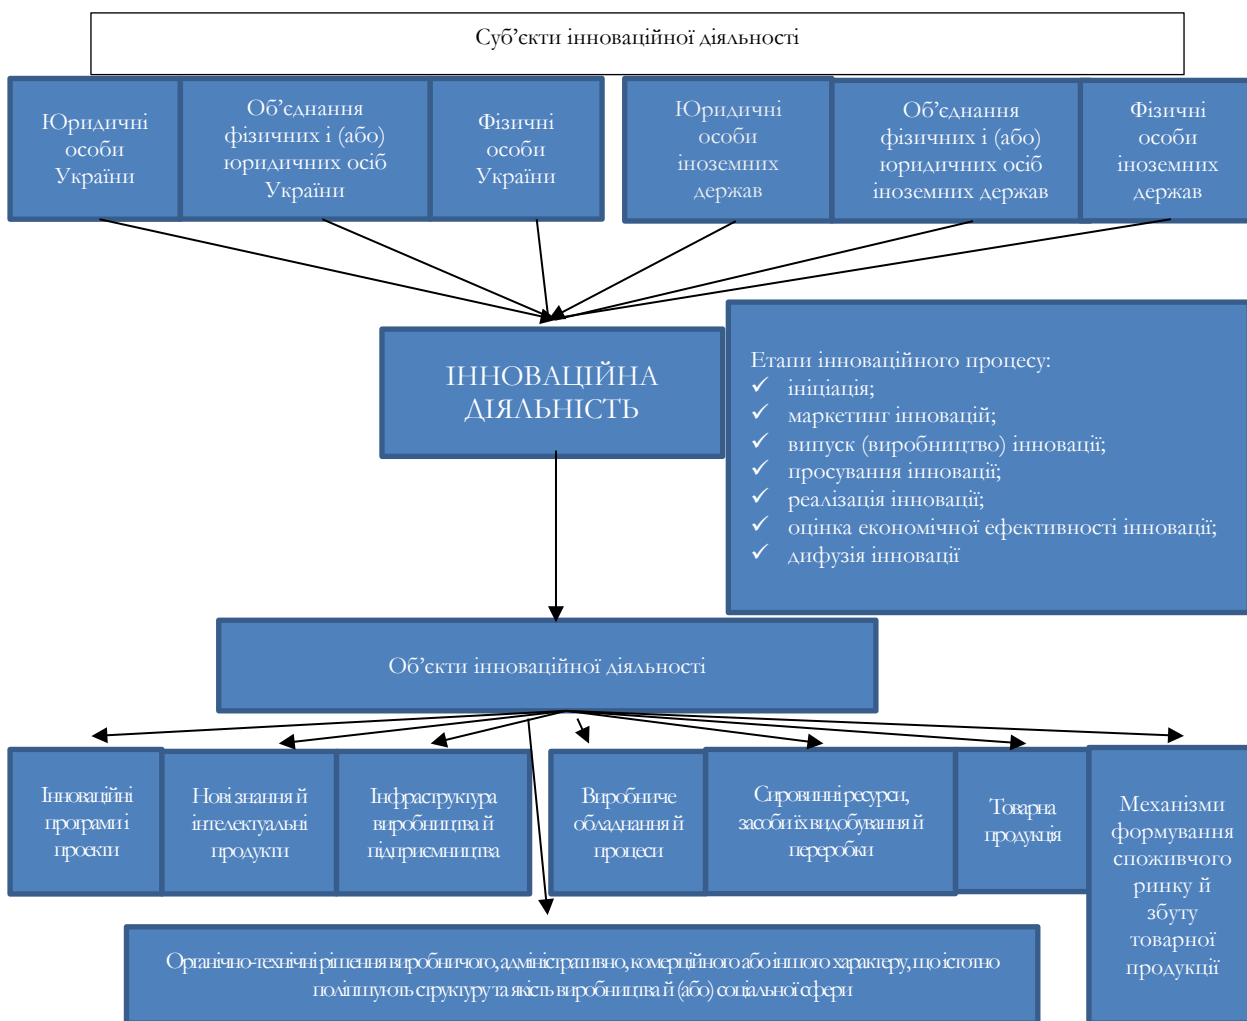 Суб’єкти інноваційної діяльності
Юридичні
особи
України
Об’єднання
фізичних і (або)
юридичних осіб
України
Фізичні
особи
України
Юридичні
особи
іноземних
держав
Об’єднання
фізичних і (або)
юридичних осіб
іноземних держав
Фізичні
особи
іноземних
держав
ІННОВАЦІЙНА
ДІЯЛЬНІСТЬ
Етапи інноваційного процесу:
✓ ініціація;
✓ маркетинг інновацій;
✓ випуск (виробництво) інновації;
✓ просування інновації;
✓ реалізація інновації;
✓ оцінка економічної ефективності інновації;
✓ дифузія інновації
Об’єкти інноваційної діяльності
Інноваційні
програми і
проекти
Нові знання й
інтелектуальні
продукти
Інфраструктура
виробництва й
підприємництва
Виробниче
обладнання й
процеси
Сировинні ресурси,
засоби їх видобування й
переробки
Товарна
продукція
Механізми
формування
споживчого
ринку й
збуту
товарної
продукції
Органічно-технічні рішення виробничого, адміністративно, комерційного або іншого характеру, що істотно
поліпшують структуру та якість виробництва й (або) соціальної сфери